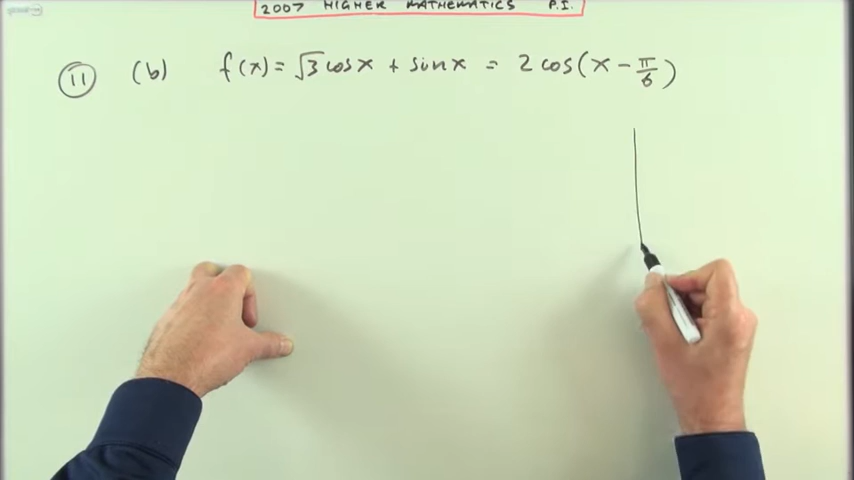 2007 HIGHER MATHEMATICS P.I.
11 (b) f(x) = √3 cos x + sin x = 2 cos(x − π/6)